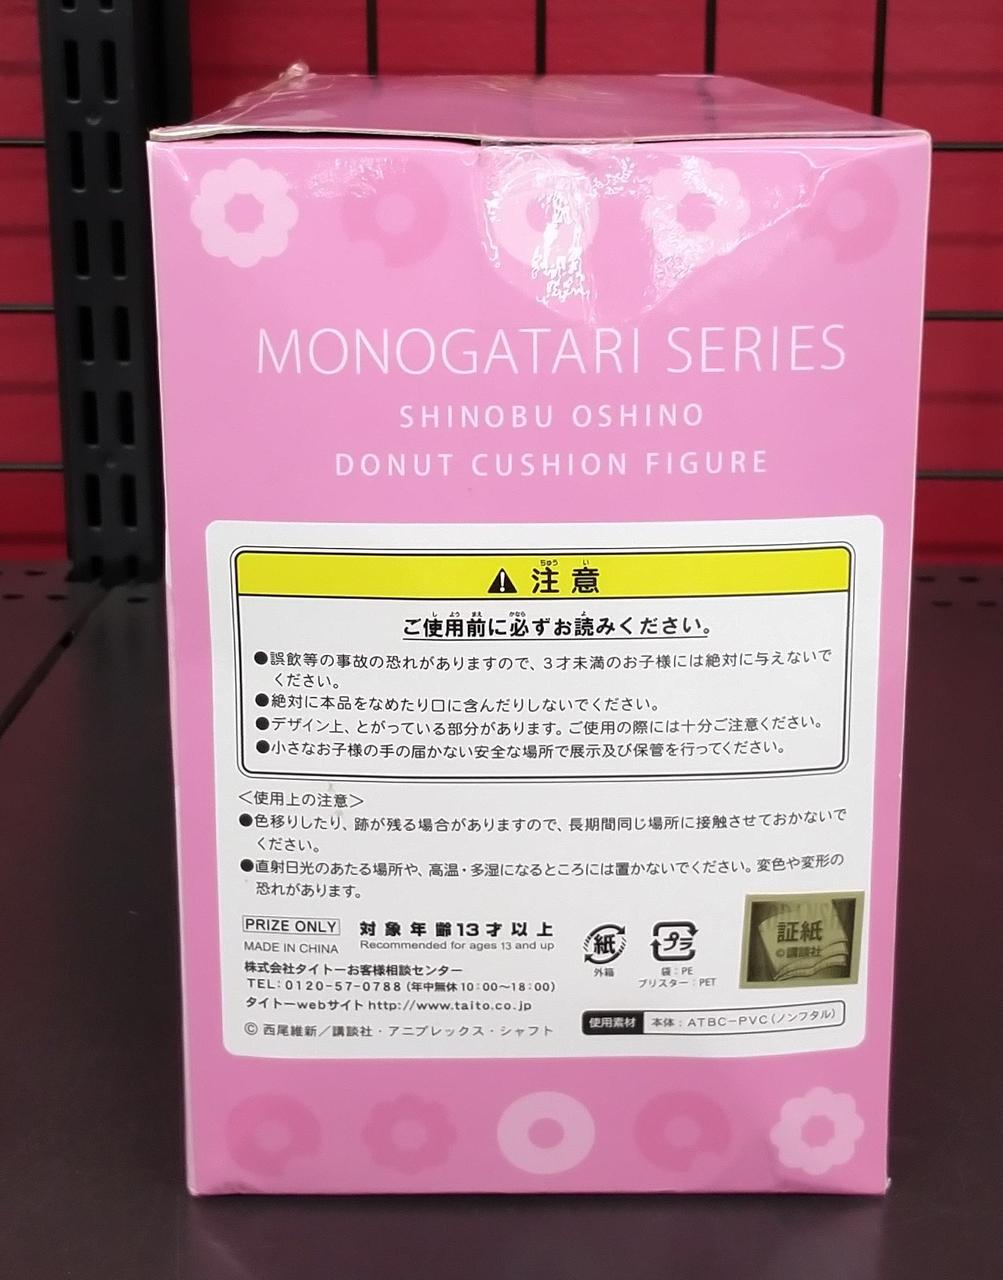 MONOGATARI SERIES
SHINOBU OSHINO
DONUT CUSHION FIGURE
注意
ご使用前に必ずお読みください。
●誤飲等の事故の恐れがありますので、3才未満のお子様には絶対に与えないで
ください。
●絶対に本品をなめたり口に含んだりしないでください。
●デザイン上、とがっている部分があります。ご使用の際には十分ご注意ください。
●小さなお子様の手の届かない安全な場所で展示及び保管を行ってください。
＜使用上の注意＞
●色移りしたり、跡が残る場合がありますので、長期間同じ場所に接触させておかないで
ください。
●直射日光のあたる場所や、高温・多湿になるところには置かないでください。変色や変形の
恐れがあります。
PRIZE ONLY
対象年齢13才以上
MADE IN CHINA
Recommended for ages 13 and up
株式会社タイトーお客様相談センター
TEL:0120-57-0788(年中無休10:00~18:00)
タイトーwebサイト http://www.taito.co.jp
© 西尾維新／講談社・アニプレックス・シャフト
紙
外箱
プラ
袋：PE
ブリスター：PET
証紙
©講談社
使用素材 本体：ATBC-PVC(ノンフタル)